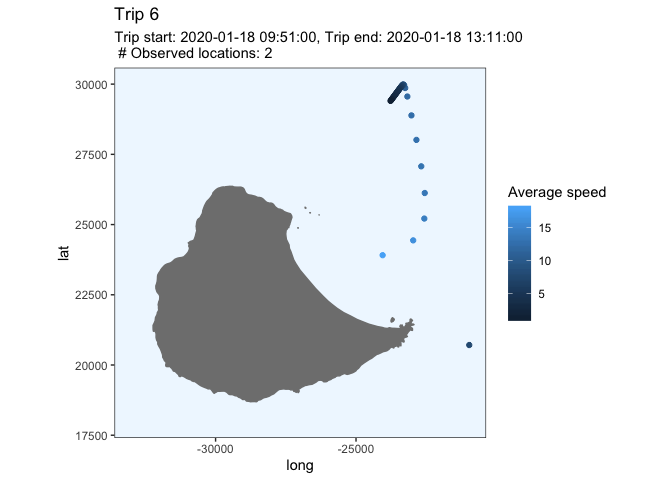 Trip 6
Trip start: 2020-01-18 09:51:00, Trip end: 2020-01-18 13:11:00
# Observed locations: 2
30000
27500
25000
22500
20000
17500
lat
-30000
-25000
long
Average speed
15
10
5